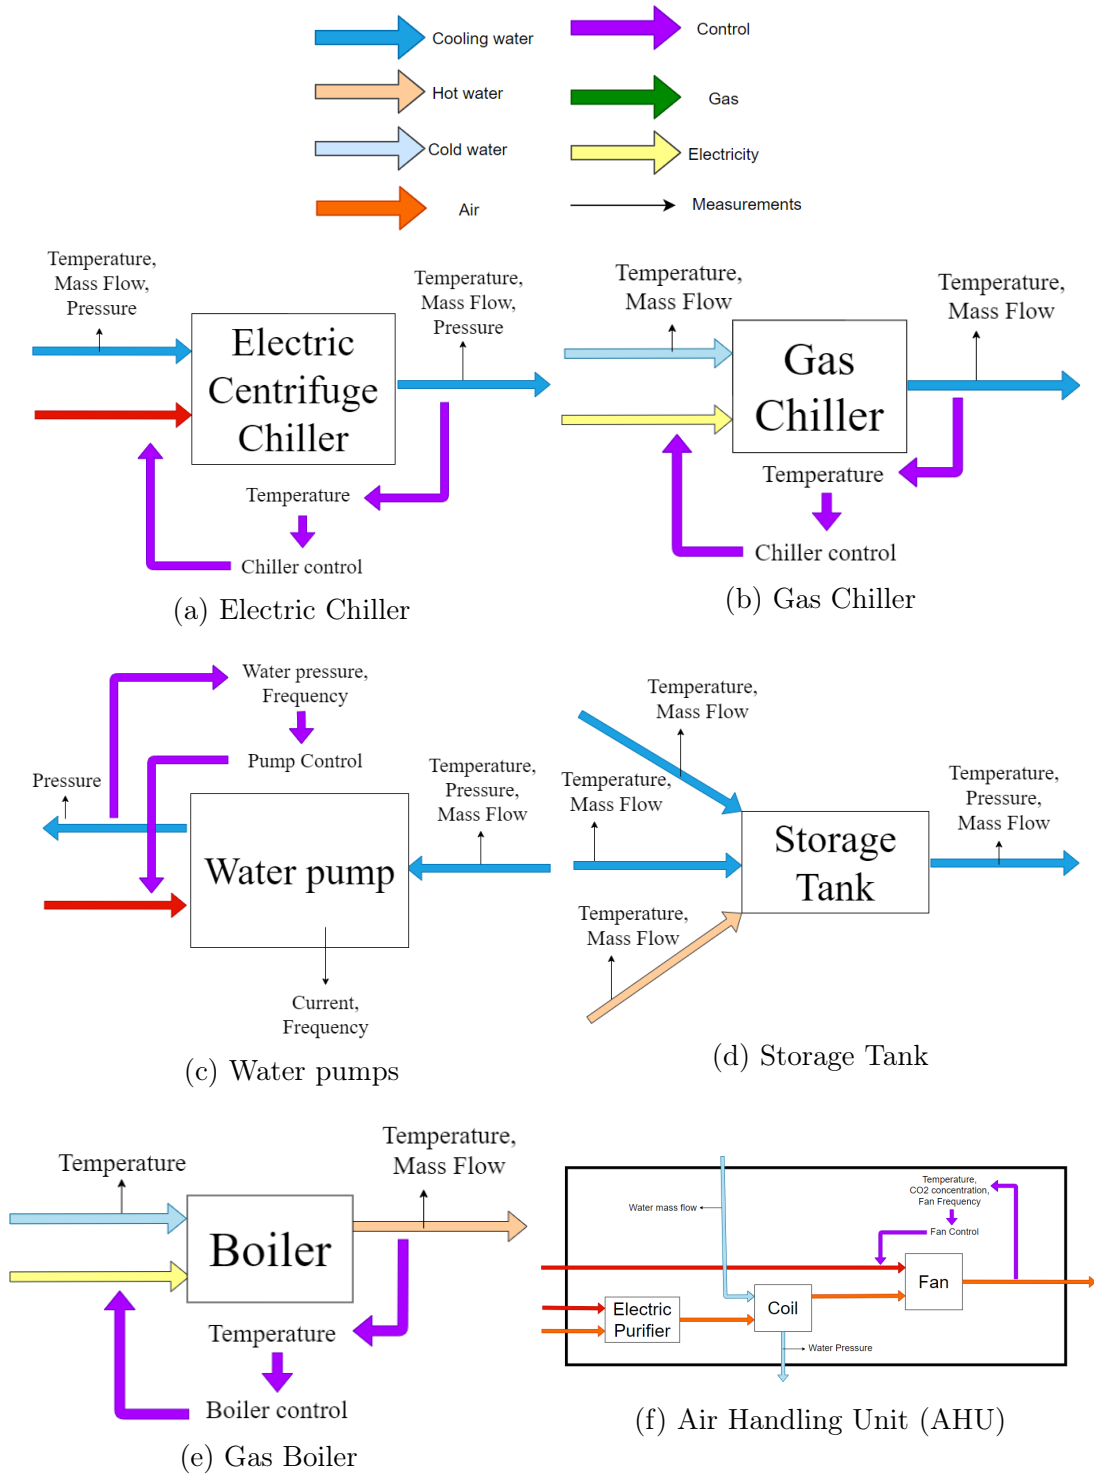 Cooling water
Control
Hot water
Gas
Cold water
Electricity
Air
Measurements
Temperature,
Mass Flow,
Pressure
Temperature,
Mass Flow,
Pressure
Electric
Centrifuge
Chiller
Temperature
Chiller control
(a) Electric Chiller
Temperature,
Mass Flow
Temperature,
Mass Flow
Gas
Chiller
Temperature
Chiller control
(b) Gas Chiller
Water pressure,
Frequency
Pump Control
Pressure
Temperature,
Pressure,
Mass Flow
Water pump
Current,
Frequency
(c) Water pumps
Temperature,
Mass Flow
Temperature,
Mass Flow
Temperature,
Mass Flow
Temperature,
Pressure,
Mass Flow
Storage
Tank
(d) Storage Tank
Temperature
Temperature,
Mass Flow
Boiler
Temperature
Boiler control
(e) Gas Boiler
Temperature,
CO2 concentration,
Fan Frequency
Water mass flow
Fan Control
Fan
Coil
Electric
Purifier
Water Pressure
(f) Air Handling Unit (AHU)